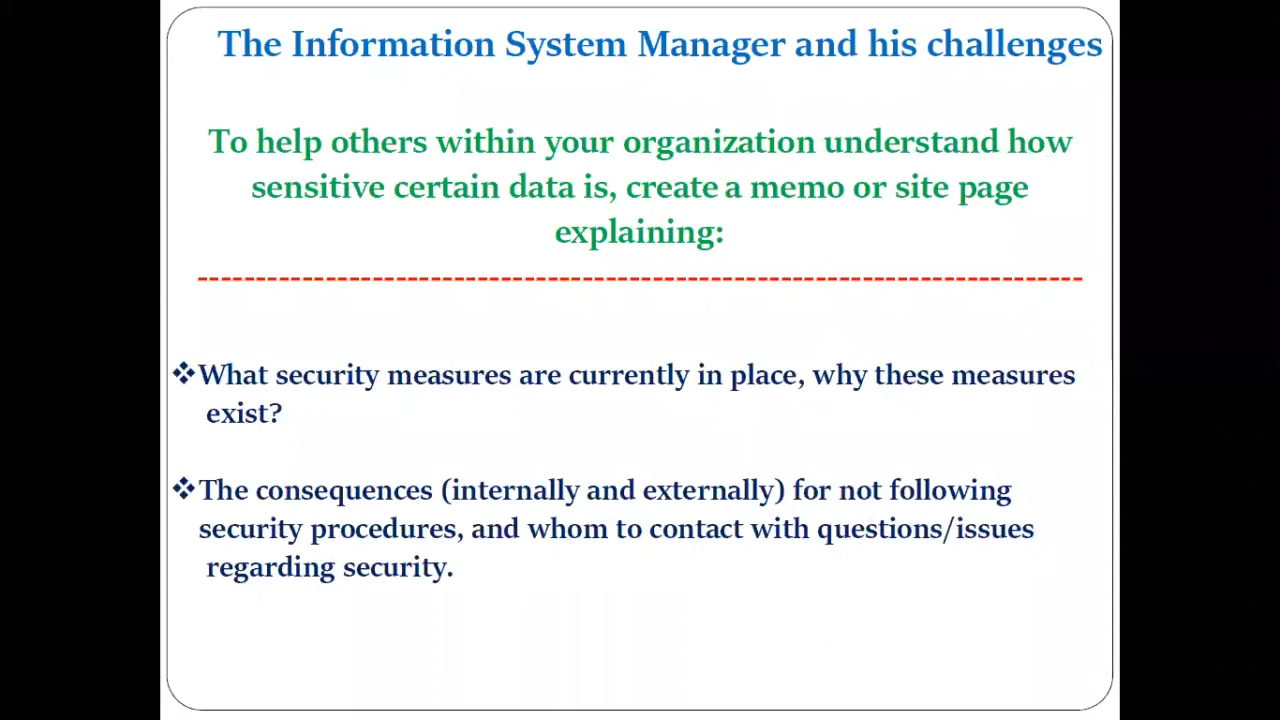 The Information System Manager and his challenges
To help others within your organization understand how
sensitive certain data is, create a memo or site page
explaining:
--------------------------------------------------------------------------
❖What security measures are currently in place, why these measures
exist?
❖The consequences (internally and externally) for not following
security procedures, and whom to contact with questions/issues
regarding security.